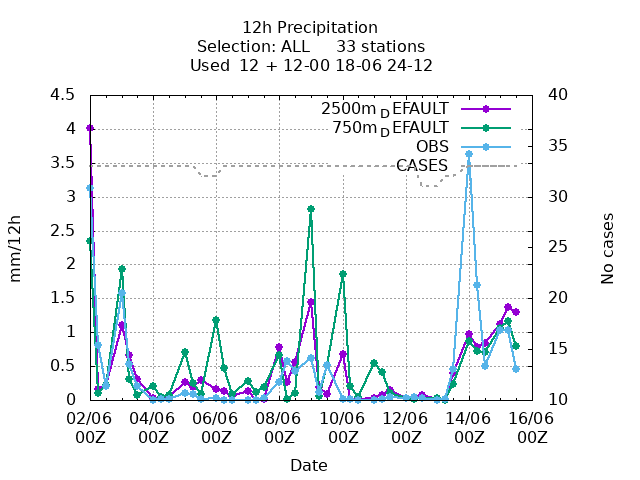 12h Precipitation
Selection: ALL 33 stations
Used 12 + 12-00 18-06 24-12
4.5
4
3.5
3
2.5
2
1.5
1
0.5
0
mm/12h
2500m_DEFAULT
750m_DEFAULT
OBS
CASES
40
35
30
25
20
15
10
No cases
02/06 04/06 06/06 08/06 10/06 12/06 14/06 16/06
00Z 00Z 00Z 00Z 00Z 00Z 00Z 00Z
Date